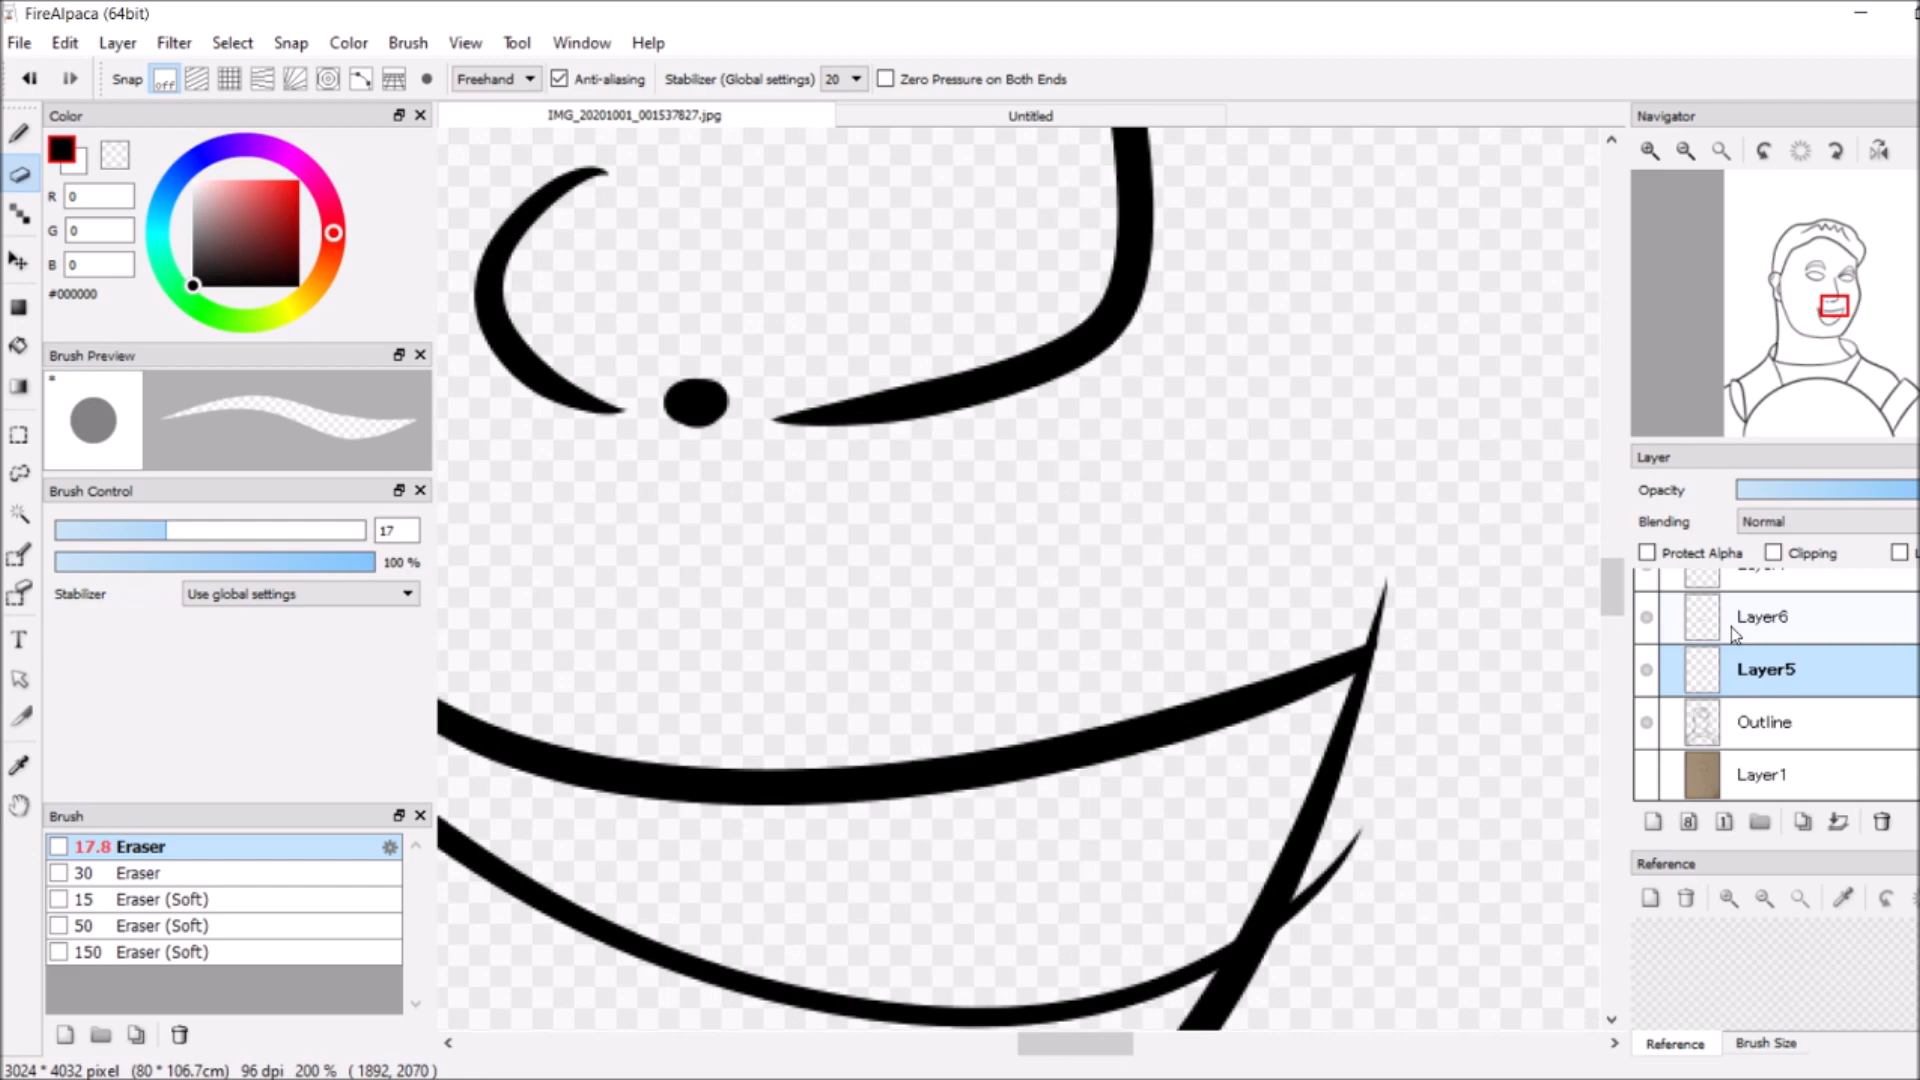 FireAlpaca (64bit)
File Edit Layer Filter Select Snap Color Brush View Tool Window Help
Snap off Freehand Anti-aliasing Stabilizer (Global settings) 20 Zero Pressure on Both Ends
Color
R 0
G 0
B 0
#000000
Brush Preview
Brush Control
17
100 %
Stabilizer Use global settings
T
Brush
17.8 Eraser
30 Eraser
15 Eraser (Soft)
50 Eraser (Soft)
150 Eraser (Soft)
IMG_20201001_001537827.jpg
Untitled
Navigator
Layer
Opacity
Blending Normal
Protect Alpha Clipping L
Layer6
Layer5
Outline
Layer1
8 1
Reference
Reference Brush Size
3024 * 4032 pixel (80 * 106.7cm) 96 dpi 200 % ( 1892, 2070 )